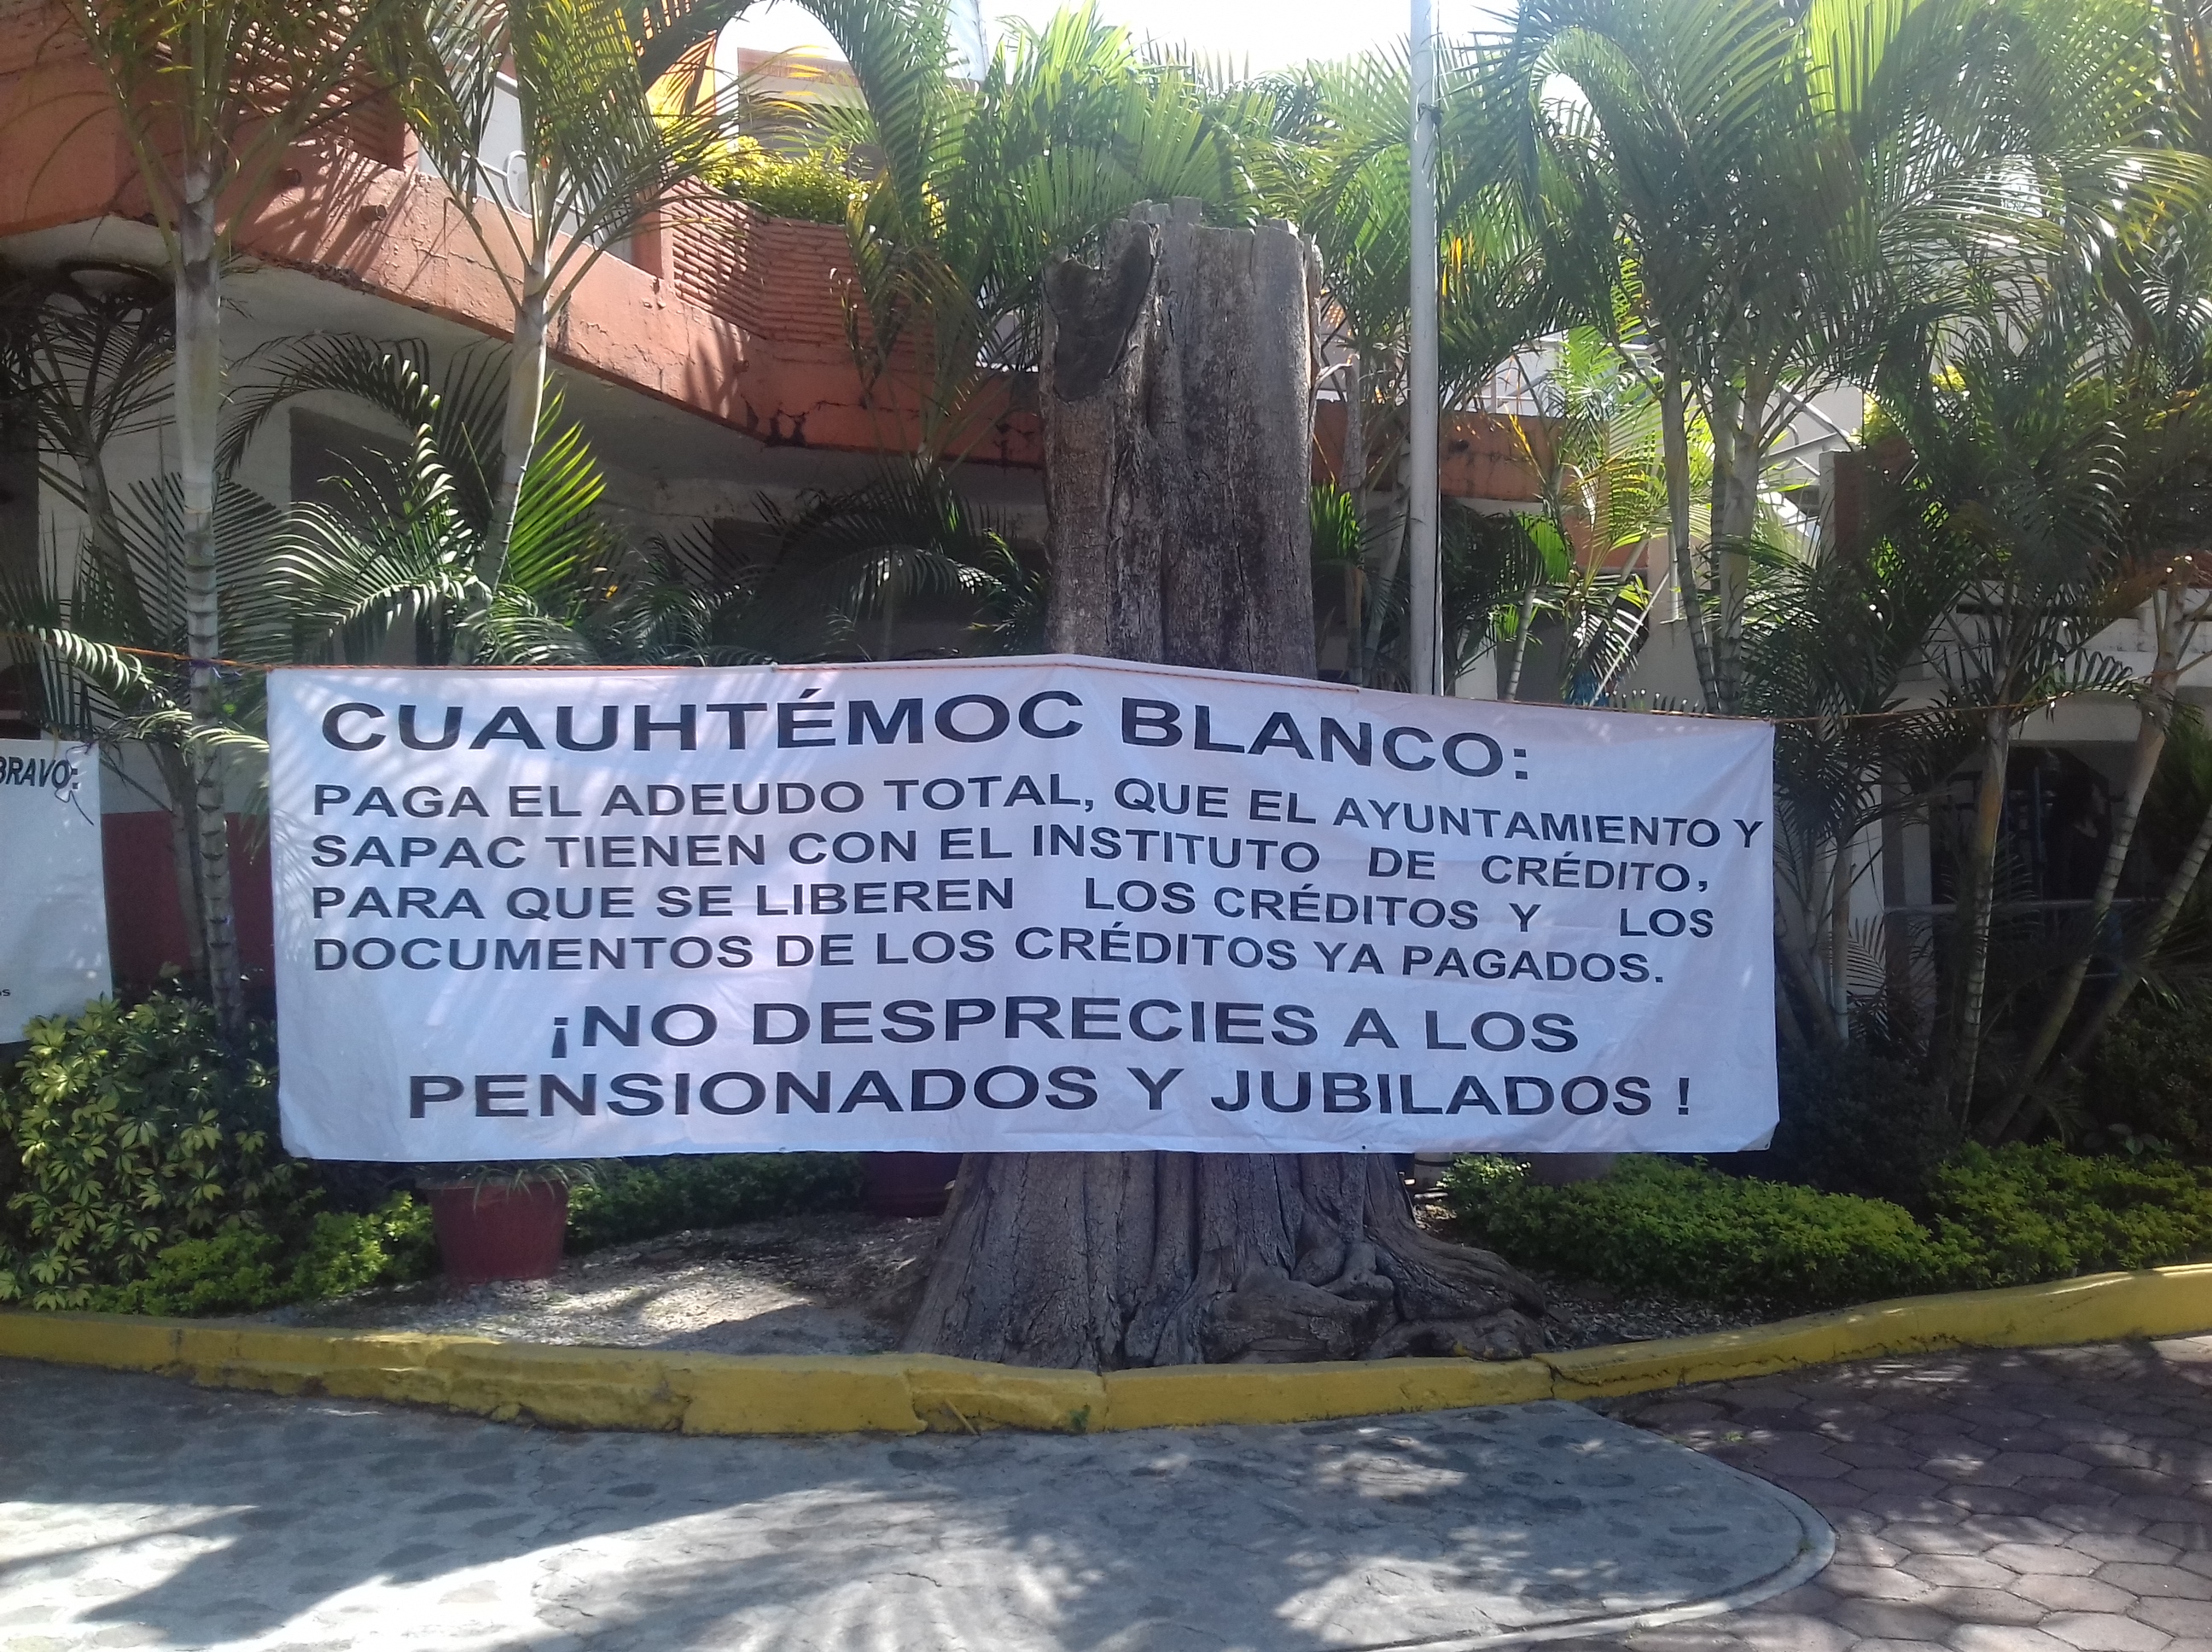 CUAUHTÉMOC BLANCO:
PAGA EL ADEUDO TOTAL, QUE EL AYUNTAMIENTO Y
SAPAC TIENEN CON EL INSTITUTO DE CRÉDITO,
PARA QUE SE LIBEREN LOS CRÉDITOS Y LOS
DOCUMENTOS DE LOS CRÉDITOS YA PAGADOS.
¡NO DESPRECIES A LOS
PENSIONADOS Y JUBILADOS !
BRAVO: